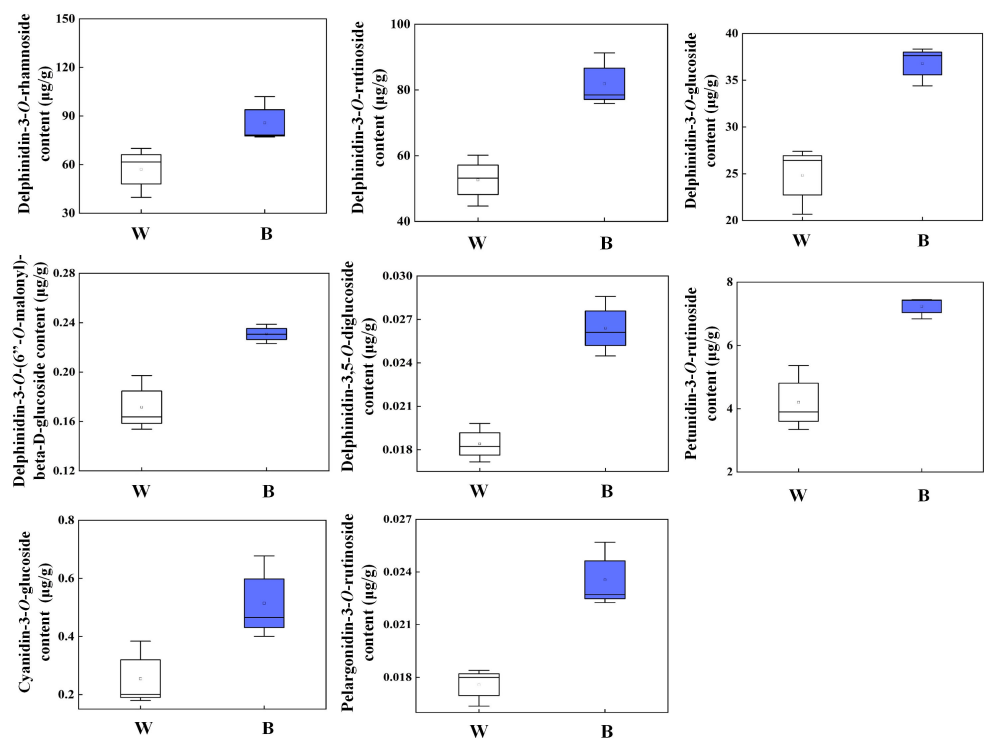 Delphinidin-3-O-rhamnoside
content (μg/g)
150
120
90
60
30
W
B
Delphinidin-3-O-rutinoside
content (μg/g)
100
80
60
40
W
B
Delphinidin-3-O-glucoside
content (μg/g)
40
35
30
25
20
W
B
Delphinidin-3-O-(6”-O-malonyl)-
beta-D-glucoside content (μg/g)
0.28
0.24
0.20
0.16
0.12
W
B
Delphinidin-3,5-O-diglucoside
content (μg/g)
0.030
0.026
0.022
0.018
W
B
Petunidin-3-O-rutinoside
content (μg/g)
8
6
4
2
W
B
Cyanidin-3-O-glucoside
content (μg/g)
0.8
0.6
0.4
0.2
W
B
Pelargonidin-3-O-rutinoside
content (μg/g)
0.027
0.024
0.021
0.018
W
B